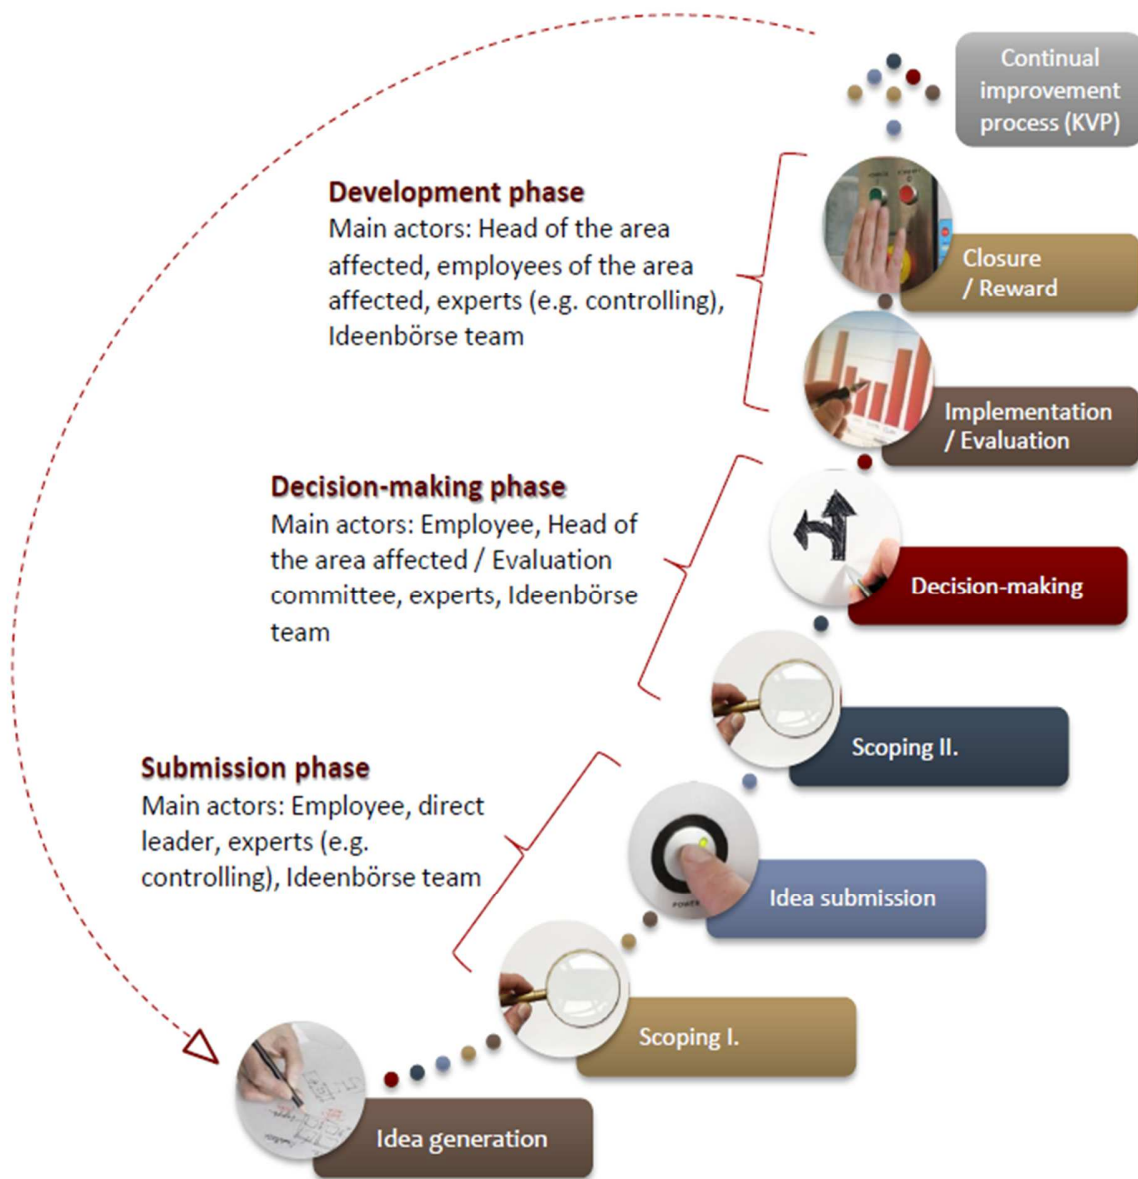 Continual
improvement
process (KVP)
Development phase
Main actors: Head of the area
affected, employees of the area
affected, experts (e.g. controlling),
Ideenbörse team
Closure
/ Reward
Implementation
/ Evaluation
Decision-making phase
Main actors: Employee, Head of
the area affected / Evaluation
committee, experts, Ideenbörse
team
Decision-making
Scoping II.
Submission phase
Main actors: Employee, direct
leader, experts (e.g.
controlling), Ideenbörse team
POWER
Idea submission
Scoping I.
Idea generation